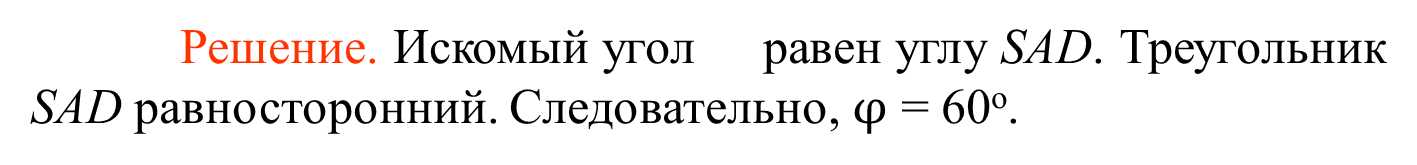 Решение. Искомый угол равен углу SAD. Треугольник
SAD равносторонний. Следовательно, φ = 60º.